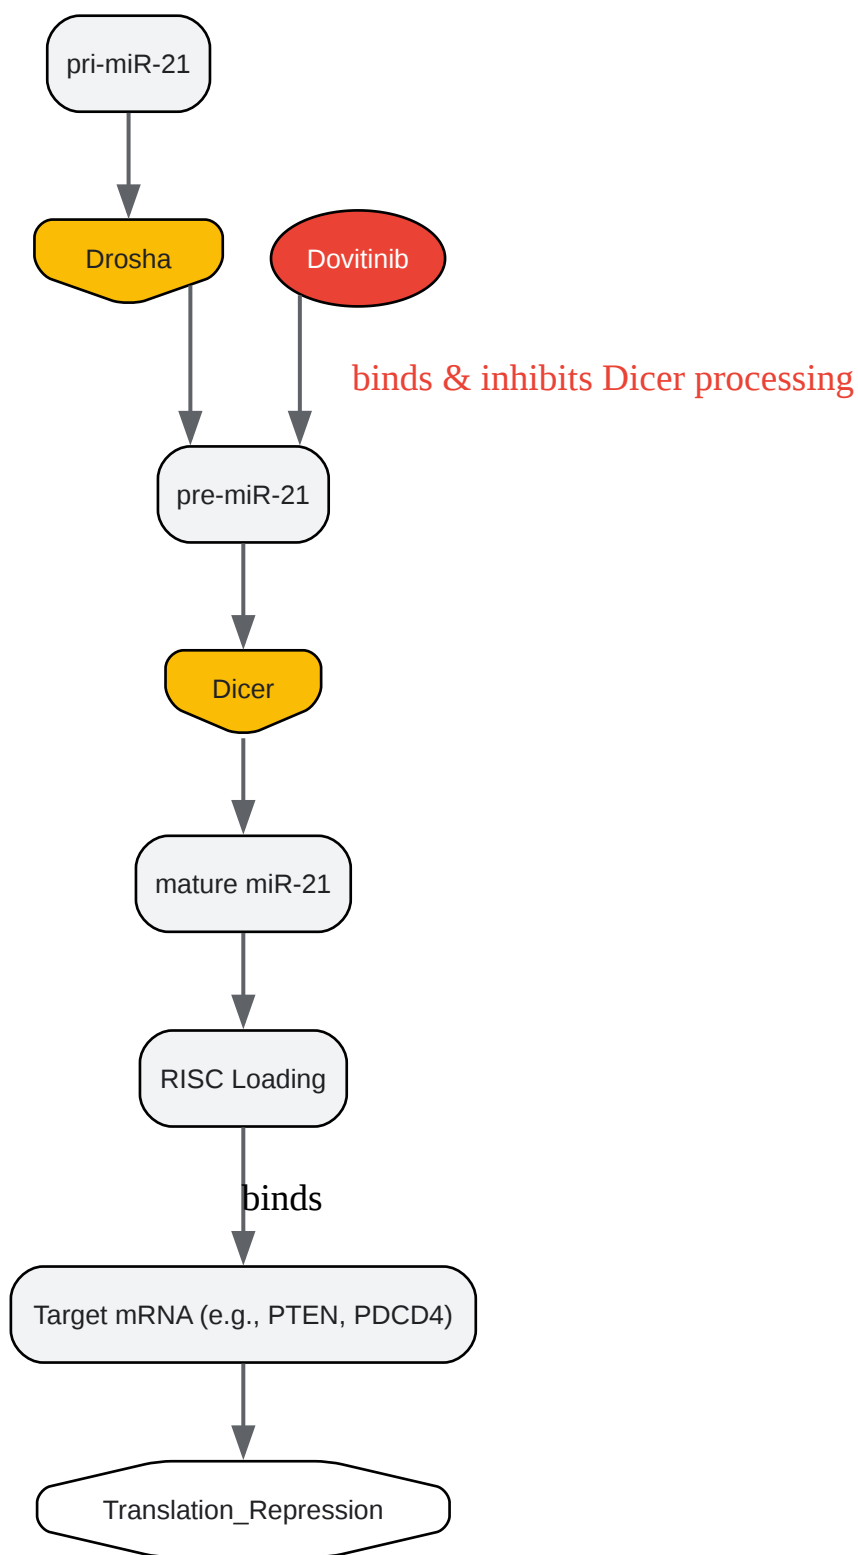 pri-miR-21
Drosha
Dovitinib
binds & inhibits Dicer processing
pre-miR-21
Dicer
mature miR-21
RISC Loading
binds
Target mRNA (e.g., PTEN, PDCD4)
Translation_Repression